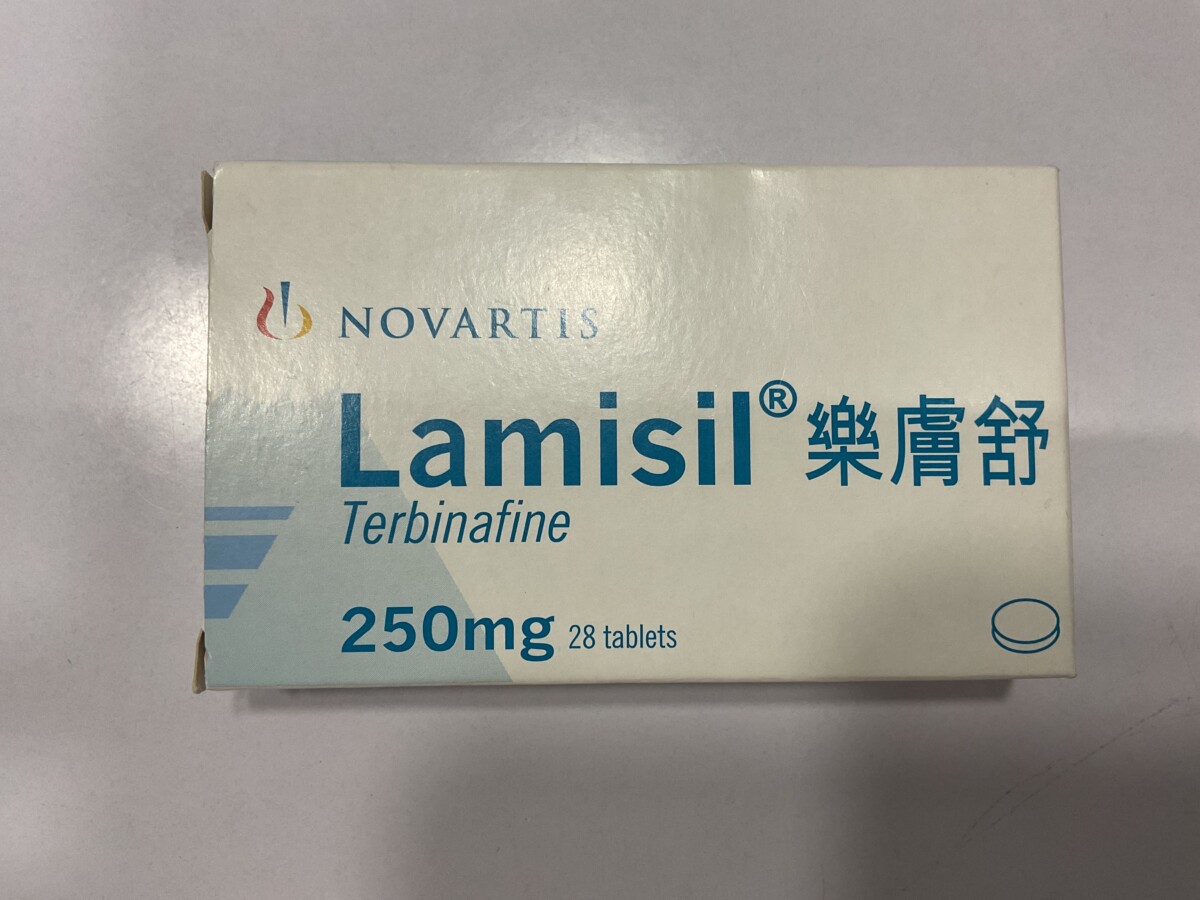 NOVARTIS
Lamisil® 樂膚舒
Terbinafine
250mg 28 tablets